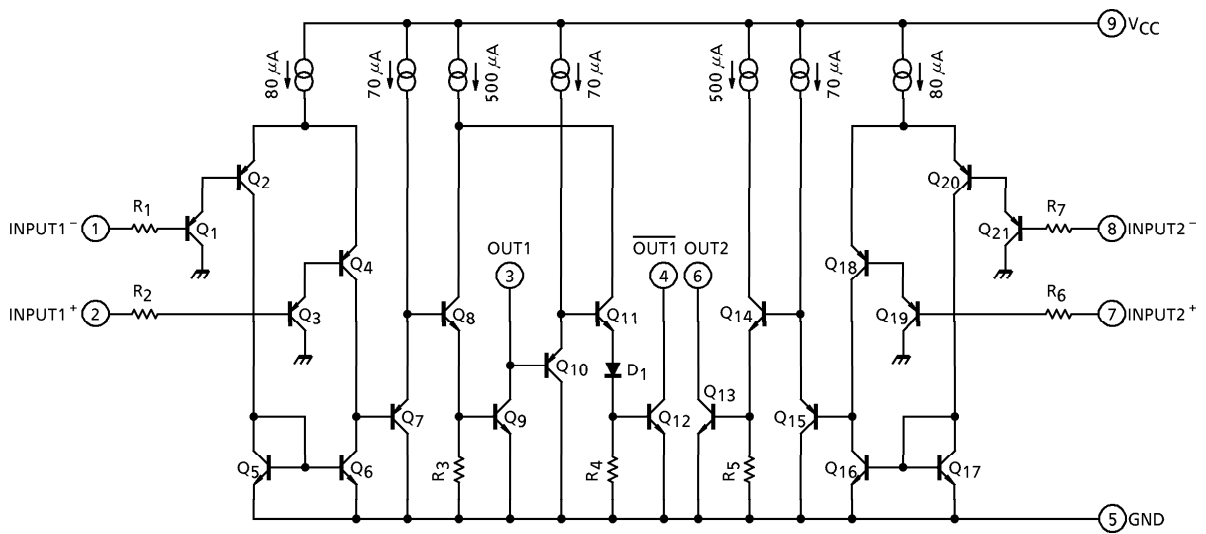 9 VCC
80 μA
70 μA
500 μA
70 μA
500 μA
70 μA
80 μA
Q2
Q20
INPUT1−
1
R1
Q1
Q21
R7
8
INPUT2−
OUT1
3
OUT1
4
OUT2
6
Q4
Q18
INPUT1+
2
R2
Q3
Q8
Q11
Q14
Q19
R6
7
INPUT2+
Q10
D1
Q7
Q9
Q12
Q13
Q15
Q5
Q6
R3
R4
R5
Q16
Q17
5 GND